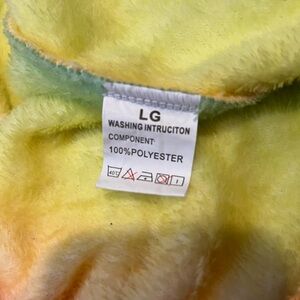 LG
WASHING INTRUCITON
COMPONENT
100%POLYESTER